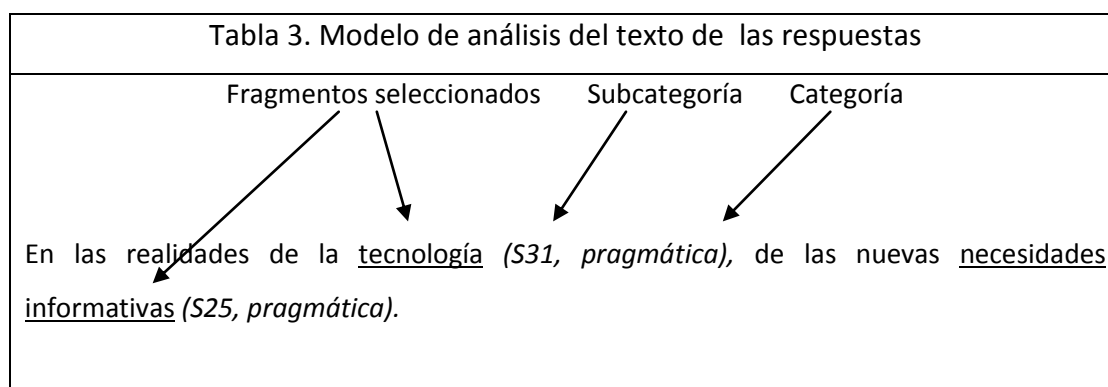 Tabla 3. Modelo de análisis del texto de  las respuestas
Fragmentos seleccionados Subcategoría Categoría
En las realidades de la tecnología (S31, pragmática), de las nuevas necesidades
informativas (S25, pragmática).